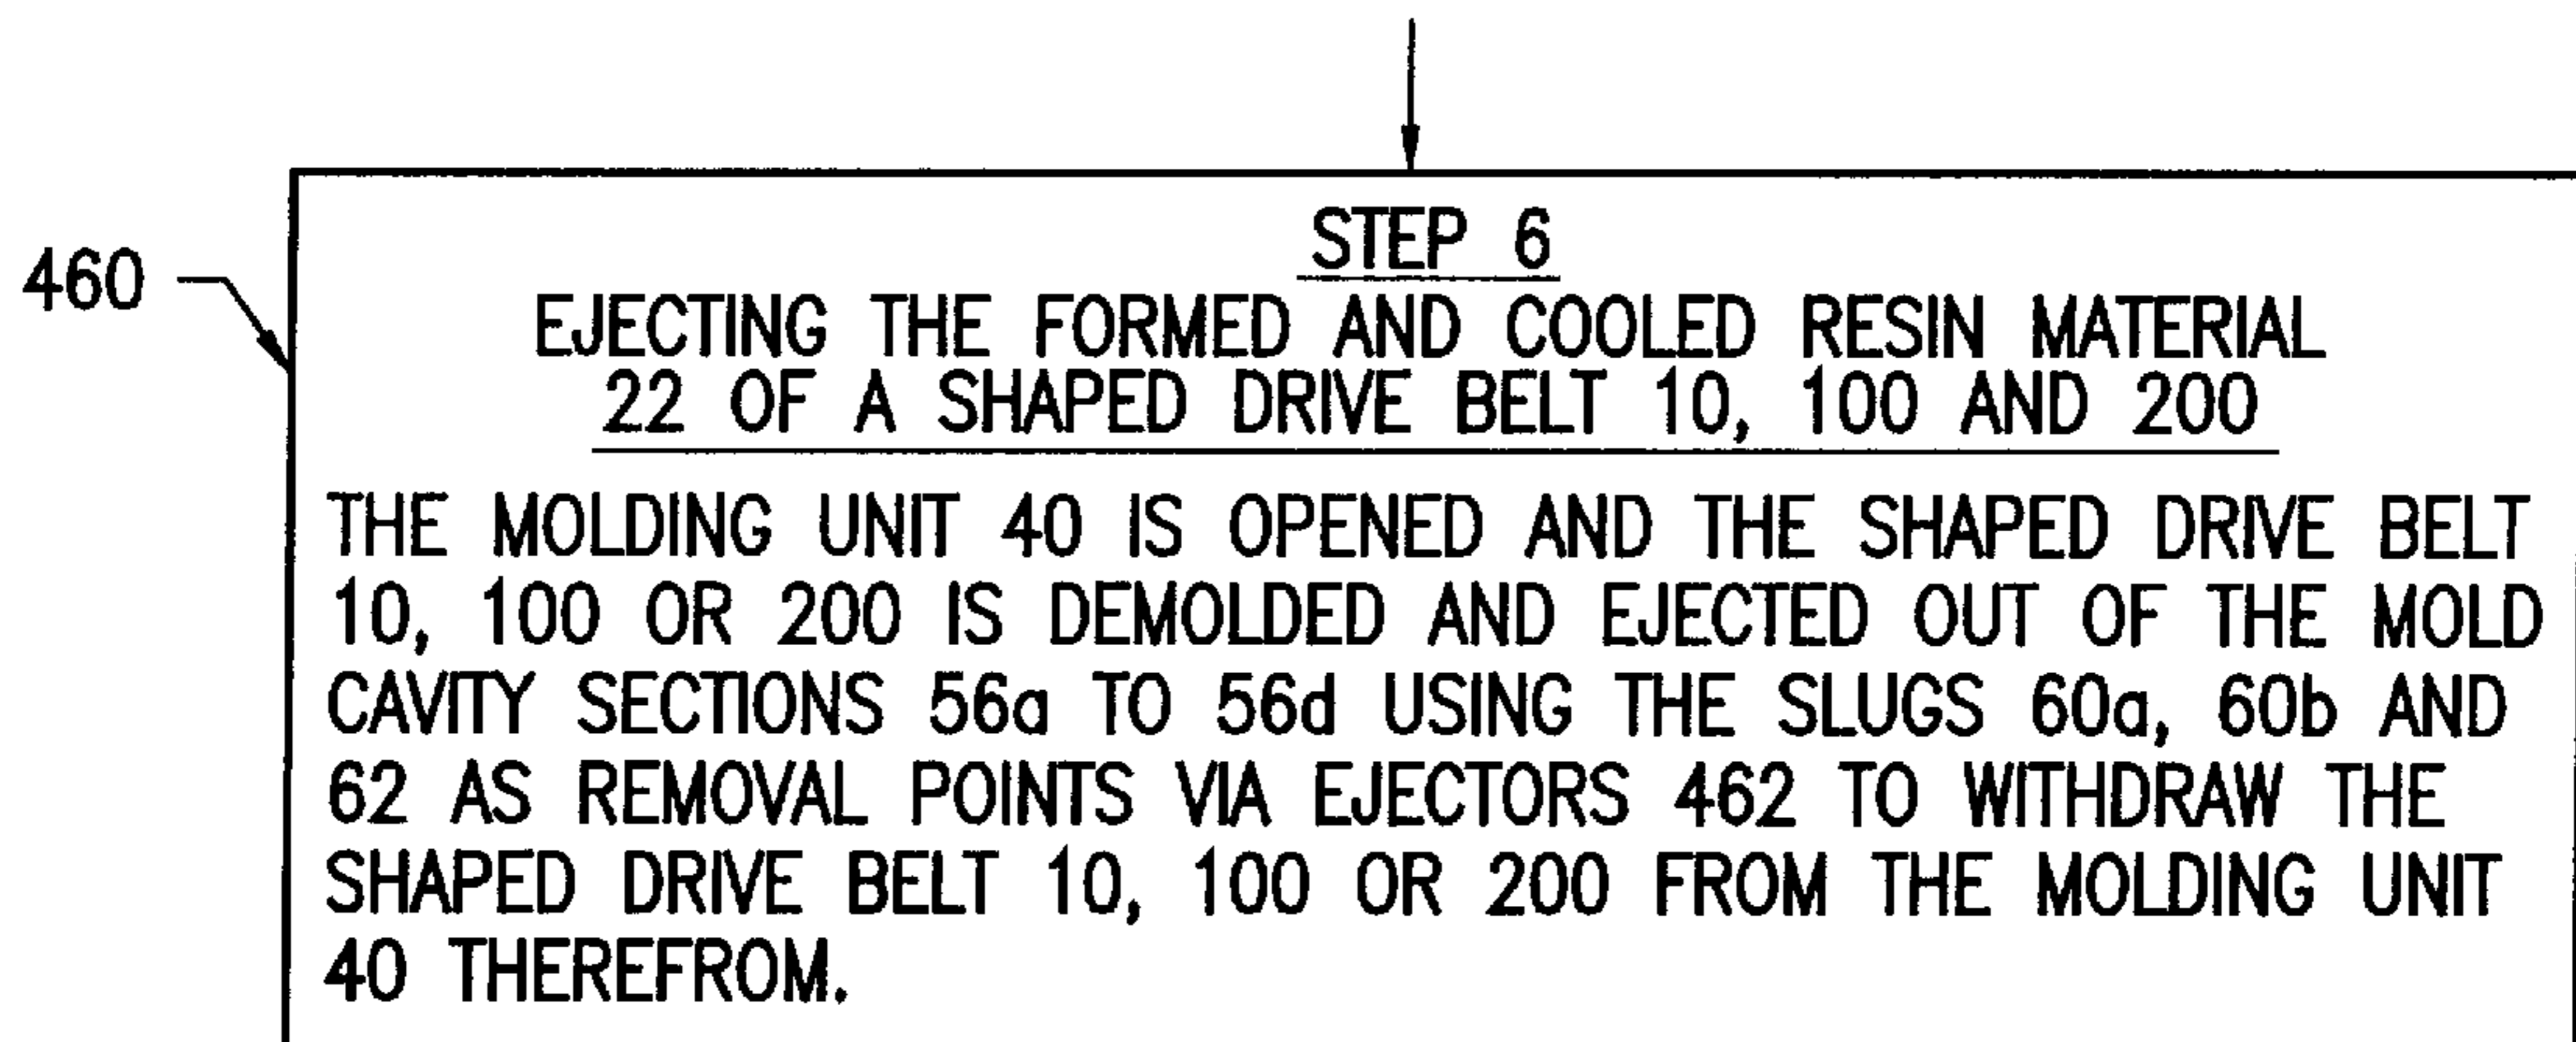 STEP 6
460
EJECTING THE FORMED AND COOLED RESIN MATERIAL
22 OF A SHAPED DRIVE BELT 10, 100 AND 200
THE MOLDING UNIT 40 IS OPENED AND THE SHAPED DRIVE BELT
10, 100 OR 200 IS DEMOLDED AND EJECTED OUT OF THE MOLD
CAVITY SECTIONS 56a TO 56d USING THE SLUGS 60a, 60b AND
62 AS REMOVAL POINTS VIA EJECTORS 462 TO WITHDRAW THE
SHAPED DRIVE BELT 10, 100 OR 200 FROM THE MOLDING UNIT
40 THEREFROM.